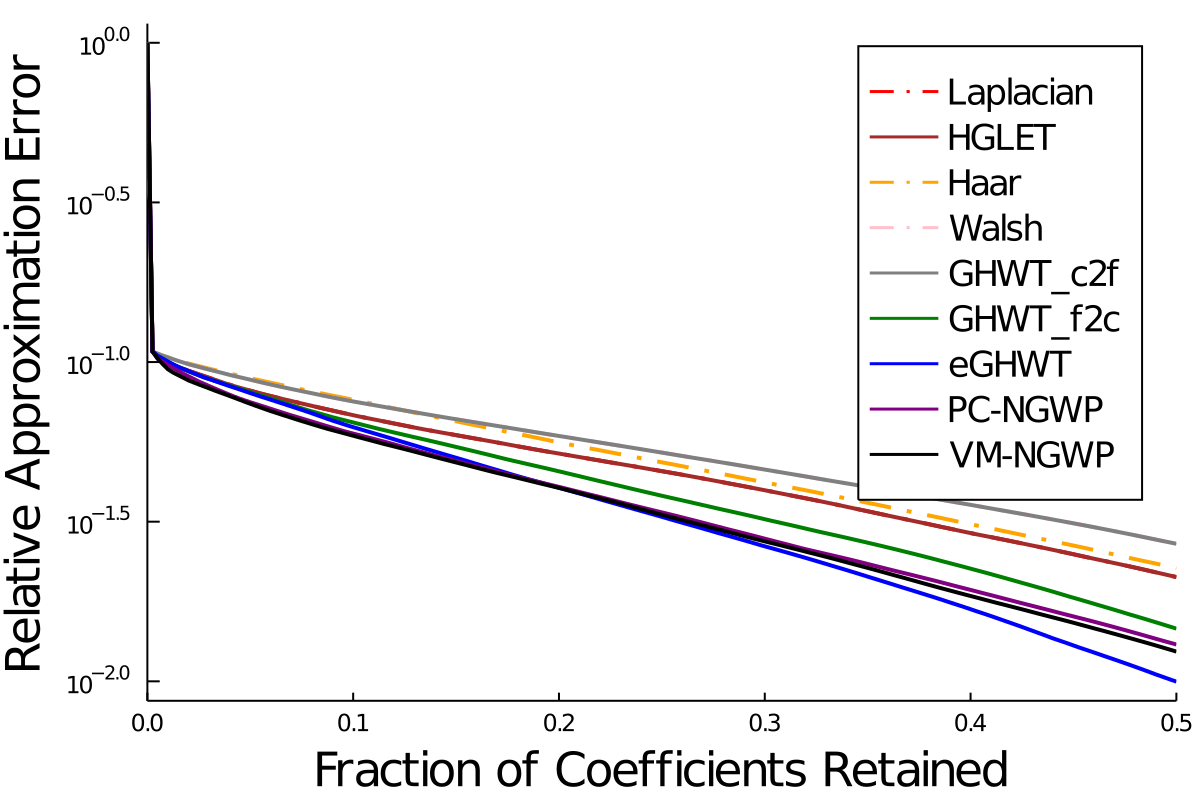 Relative Approximation Error
10^0.0
10^−0.5
10^−1.0
10^−1.5
10^−2.0
Laplacian
HGLET
Haar
Walsh
GHWT_c2f
GHWT_f2c
eGHWT
PC-NGWP
VM-NGWP
0.0 0.1 0.2 0.3 0.4 0.5
Fraction of Coefficients Retained